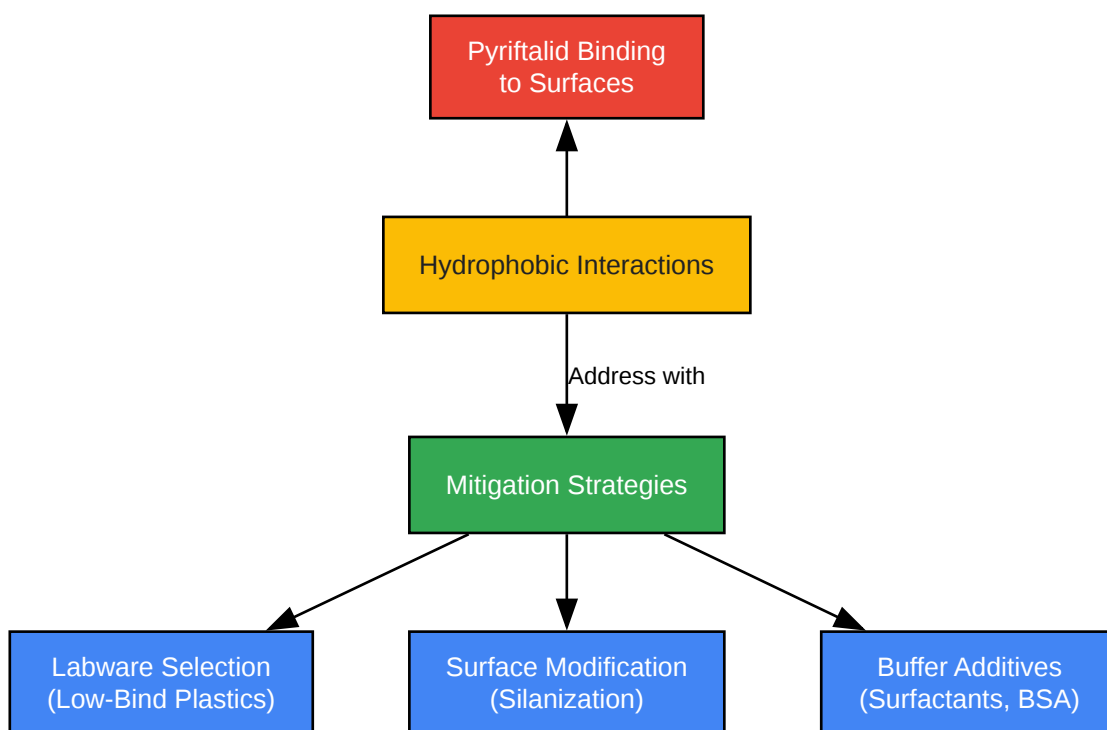 Pyriftalid Binding
to Surfaces
Hydrophobic Interactions
Address with
Mitigation Strategies
Labware Selection
(Low-Bind Plastics)
Surface Modification
(Silanization)
Buffer Additives
(Surfactants, BSA)